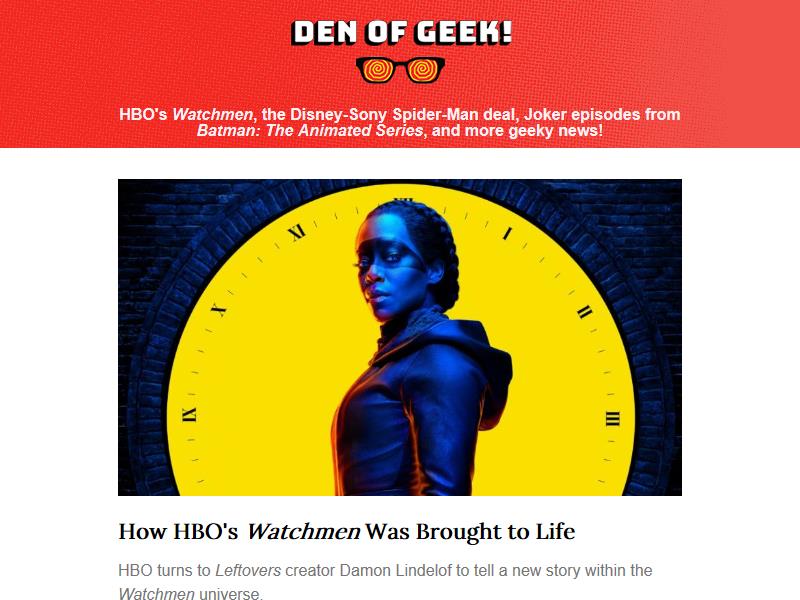 DEN OF GEEK!
HBO's Watchmen, the Disney-Sony Spider-Man deal, Joker episodes from
Batman: The Animated Series, and more geeky news!
XII
XI
I
X
II
IX
III
How HBO's Watchmen Was Brought to Life
HBO turns to Leftovers creator Damon Lindelof to tell a new story within the
Watchmen universe.